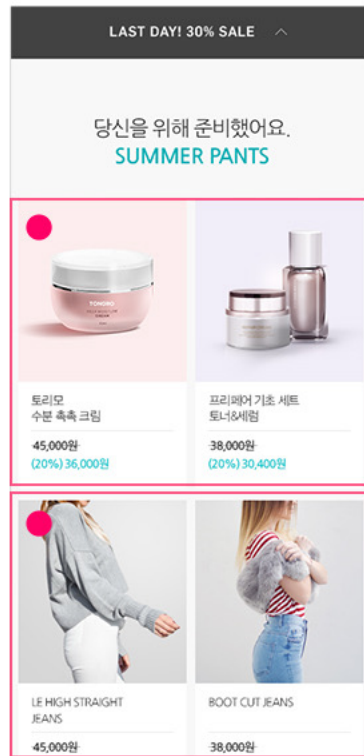 LAST DAY! 30% SALE
당신을 위해 준비했어요.
SUMMER PANTS
TONORO
CREAM
토리모
수분 촉촉 크림
45,000원
(20%) 36,000원
프리페어 기초 세트
토너&세럼
38,000원
(20%) 30,400원
LE HIGH STRAIGHT
JEANS
45,000원
BOOT CUT JEANS
38,000원